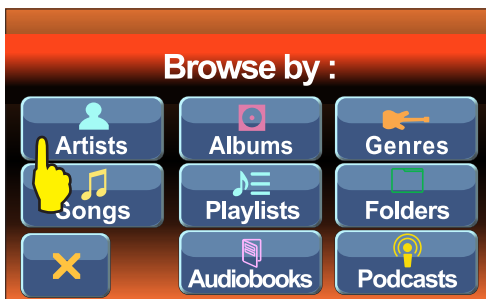 Browse by :
Artists
Albums
Genres
Songs
Playlists
Folders
Audiobooks
Podcasts